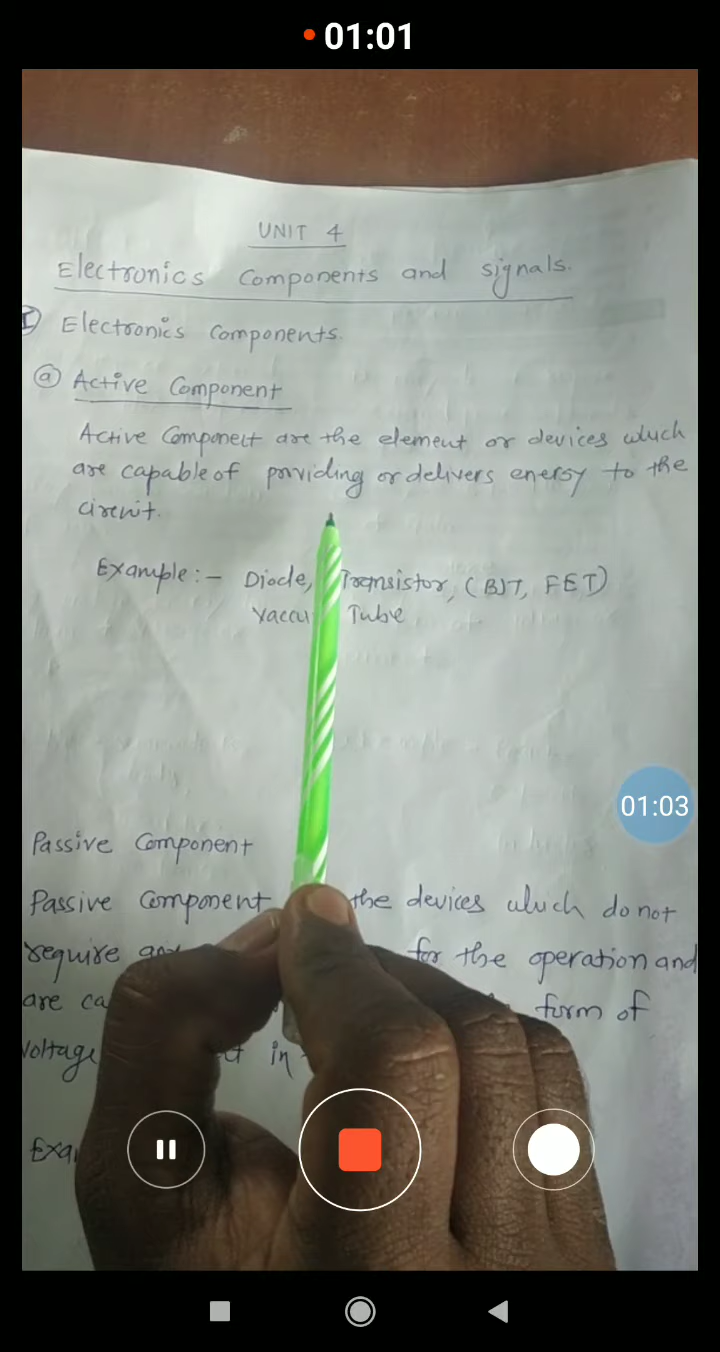 01:01
UNIT 4
Electronics Components and signals.
I) Electronics Components.
(a) Active Component
Active Componect are the element or devices which
are capable of providing or delivers energy to the
circuit.
Example:- Diode, Transistor, (BJT, FET)
Tube
01:03
Passive Component
Passive Component the devices which do not
require for the operation and
are form of
Voltage in